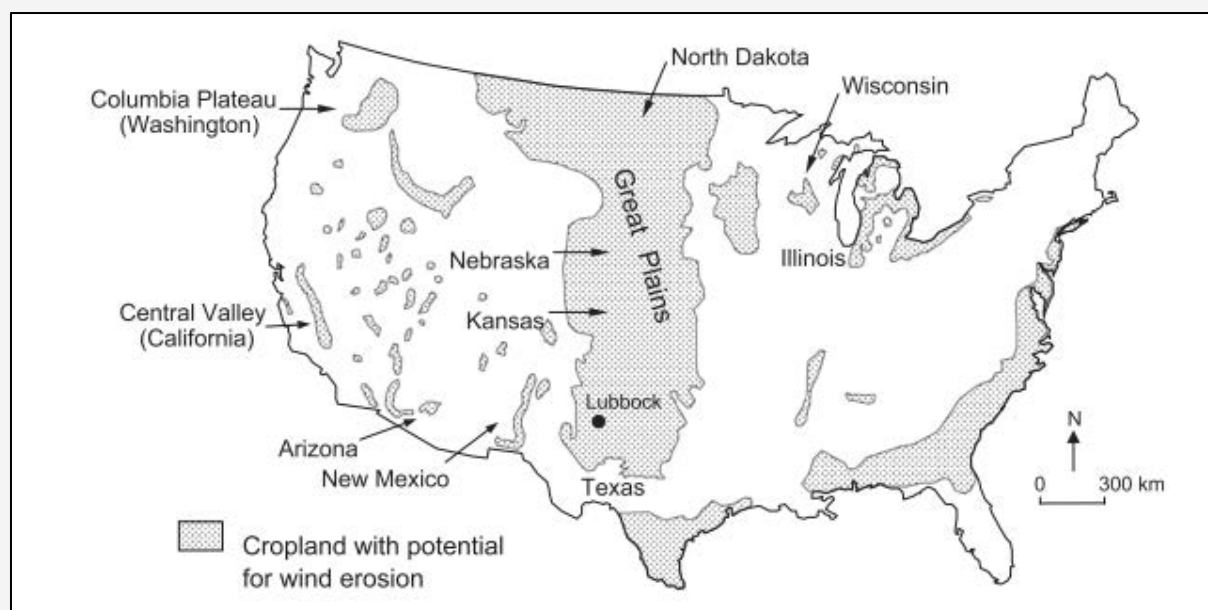 North Dakota
Wisconsin
Columbia Plateau
(Washington)
Great Plains
Nebraska
Illinois
Central Valley
(California)
Kansas
Lubbock
Arizona
New Mexico
Texas
N
0 300 km
Cropland with potential
for wind erosion